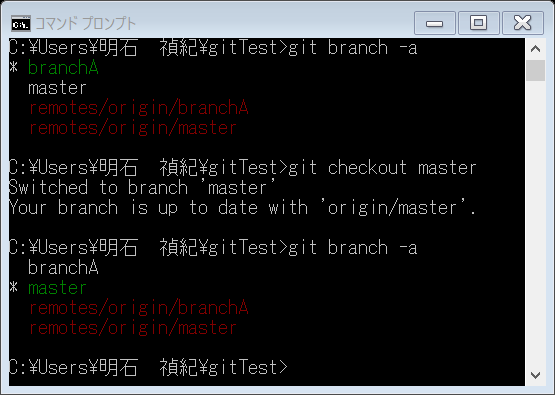 コマンド プロンプト
C:¥Users¥明石　禎紀¥gitTest>git branch -a
* branchA
  master
  remotes/origin/branchA
  remotes/origin/master
C:¥Users¥明石　禎紀¥gitTest>git checkout master
Switched to branch 'master'
Your branch is up to date with 'origin/master'.
C:¥Users¥明石　禎紀¥gitTest>git branch -a
  branchA
* master
  remotes/origin/branchA
  remotes/origin/master
C:¥Users¥明石　禎紀¥gitTest>